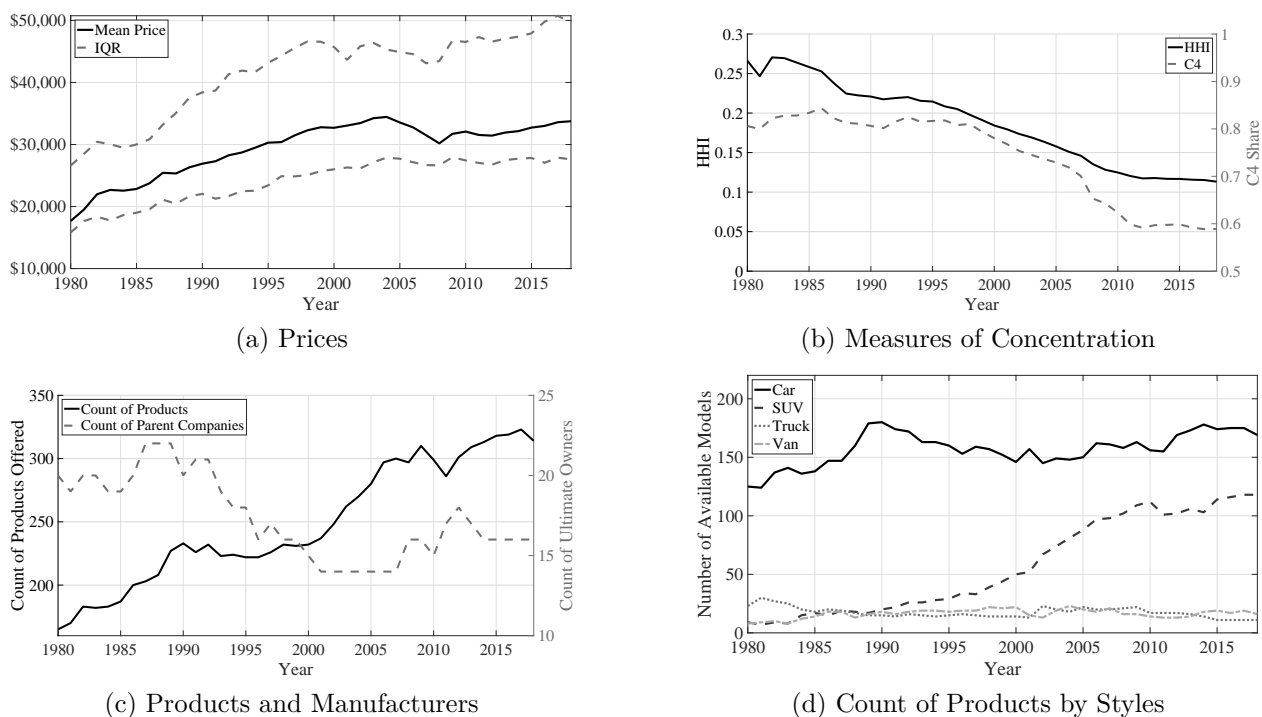 $50,000
$40,000
$30,000
$20,000
$10,000
Mean Price
IQR
1980 1985 1990 1995 2000 2005 2010 2015
Year
(a) Prices
0.3
0.25
0.2
0.15
0.1
0.05
0
HHI
HHI
C4
1
0.9
0.8
0.7
0.6
0.5
C4 Share
1980 1985 1990 1995 2000 2005 2010 2015
Year
(b) Measures of Concentration
350
300
250
200
Count of Products Offered
Count of Products
Count of Parent Companies
25
20
15
10
Count of Ultimate Owners
1980 1985 1990 1995 2000 2005 2010 2015
Year
(c) Products and Manufacturers
200
150
100
50
0
Number of Available Models
Car
SUV
Truck
Van
1980 1985 1990 1995 2000 2005 2010 2015
Year
(d) Count of Products by Styles